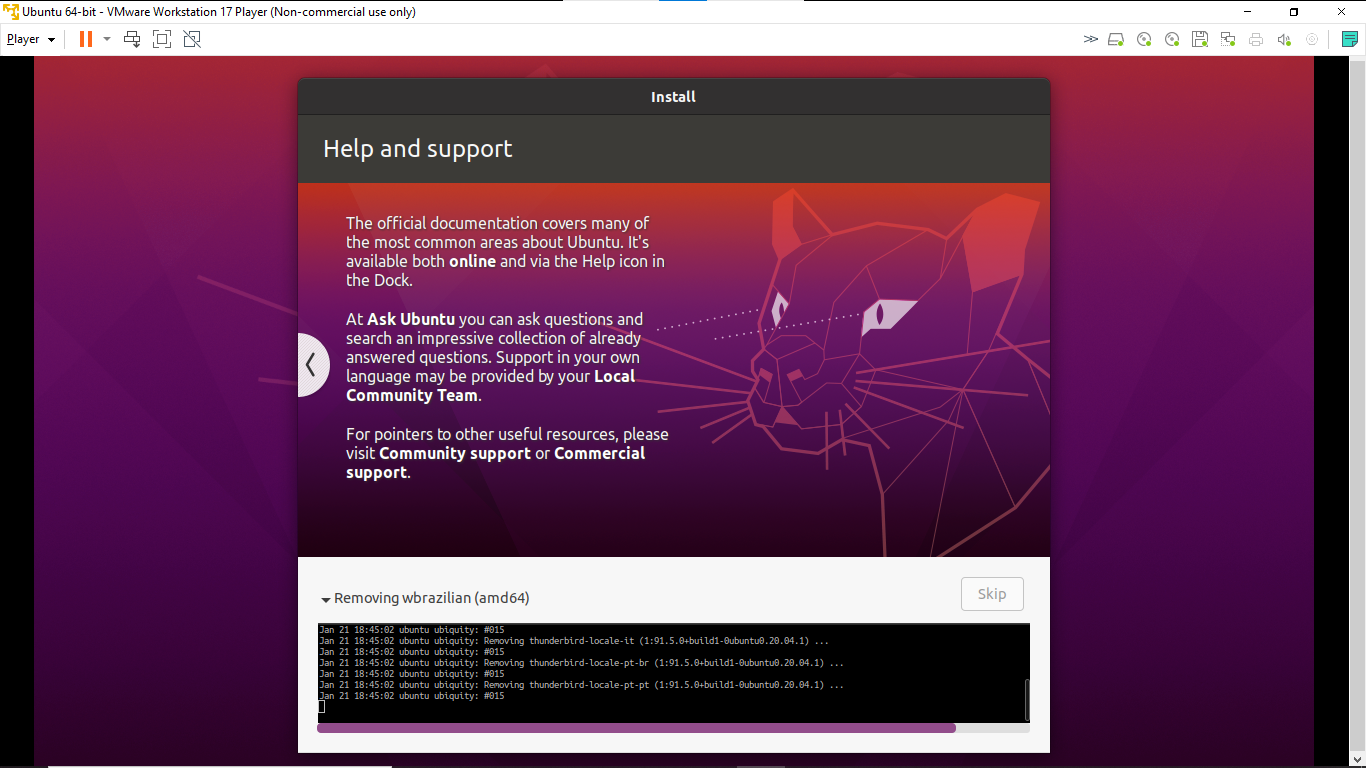 Ubuntu 64-bit - VMware Workstation 17 Player (Non-commercial use only)
Player
Install
Help and support
The official documentation covers many of
the most common areas about Ubuntu. It's
available both online and via the Help icon in
the Dock.
At Ask Ubuntu you can ask questions and
search an impressive collection of already
answered questions. Support in your own
language may be provided by your Local
Community Team.
For pointers to other useful resources, please
visit Community support or Commercial
support.
Removing wbrazilian (amd64)
Skip
Jan 21 18:45:02 ubuntu ubiquity: #015
Jan 21 18:45:02 ubuntu ubiquity: Removing thunderbird-locale-it (1:91.5.0+build1-0ubuntu0.20.04.1) ...
Jan 21 18:45:02 ubuntu ubiquity: #015
Jan 21 18:45:02 ubuntu ubiquity: Removing thunderbird-locale-pt-br (1:91.5.0+build1-0ubuntu0.20.04.1) ...
Jan 21 18:45:02 ubuntu ubiquity: #015
Jan 21 18:45:02 ubuntu ubiquity: Removing thunderbird-locale-pt-pt (1:91.5.0+build1-0ubuntu0.20.04.1) ...
Jan 21 18:45:02 ubuntu ubiquity: #015